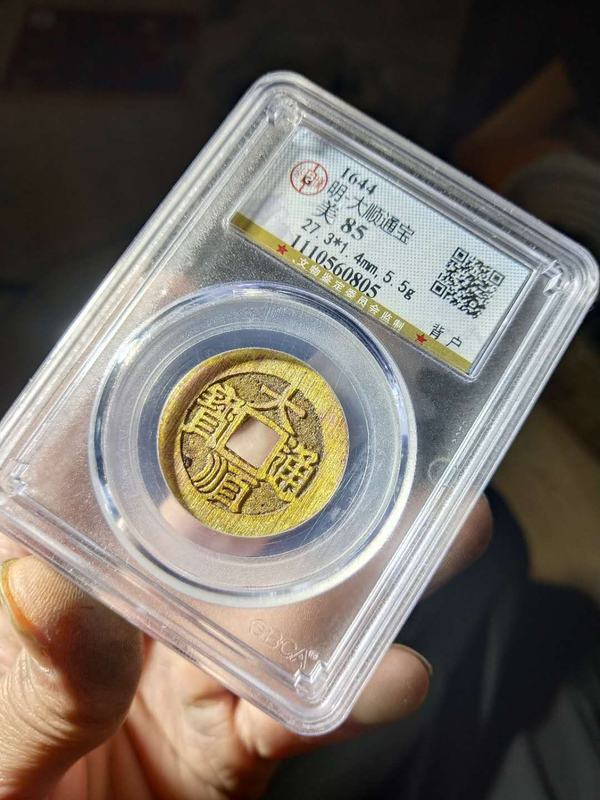 1644
明 大顺通宝
美 85
27.3*1.4mm,5.5g
1110560805
文物鉴定委员会监制
背 户
大順通寶
GBCA